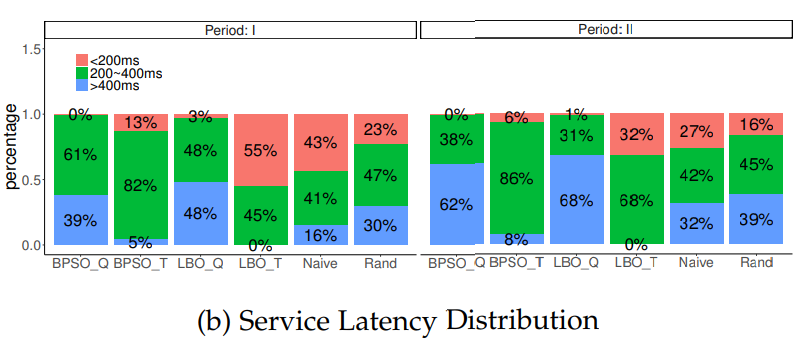 Period: I
Period: II
percentage
1.5
1.0
0.5
0.0
<200ms
200~400ms
>400ms
0% 13% 3% 55% 43% 23%
61% 82% 48% 45% 41% 47%
39% 5% 48% 0% 16% 30%
0% 6% 1% 32% 27% 16%
38% 86% 31% 68% 42% 45%
62% 8% 68% 0% 32% 39%
BPSO_Q BPSO_T LBO_Q LBO_T Naive Rand
BPSO_Q BPSO_T LBO_Q LBO_T Naive Rand
(b) Service Latency Distribution